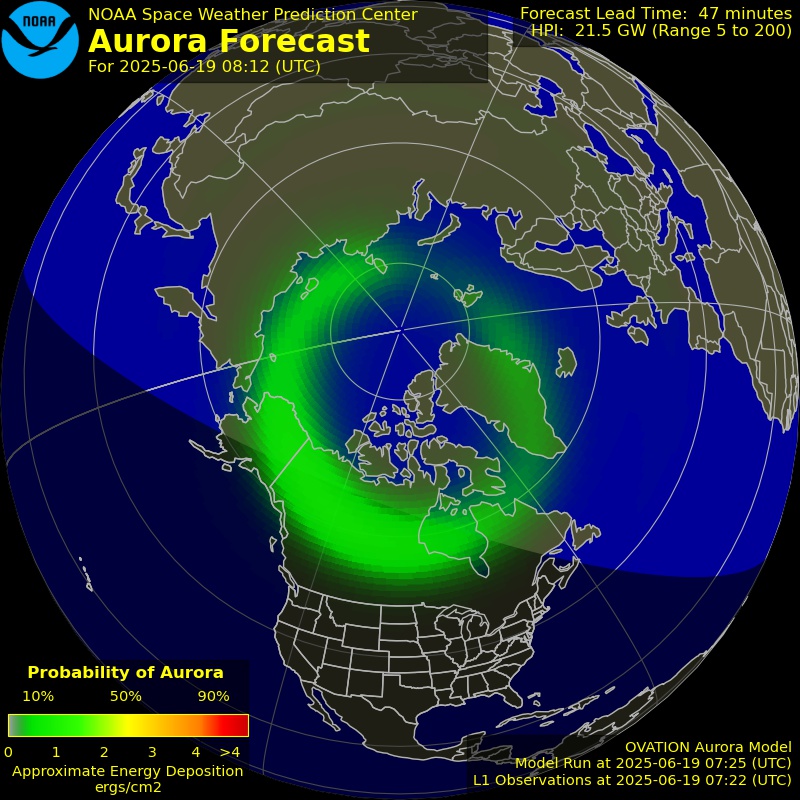 NOAA
NOAA Space Weather Prediction Center
Aurora Forecast
For 2025-06-19 08:12 (UTC)
Forecast Lead Time: 47 minutes
HPI: 21.5 GW (Range 5 to 200)
Probability of Aurora
10% 50% 90%
0 1 2 3 4 >4
Approximate Energy Deposition
ergs/cm2
OVATION Aurora Model
Model Run at 2025-06-19 07:25 (UTC)
L1 Observations at 2025-06-19 07:22 (UTC)